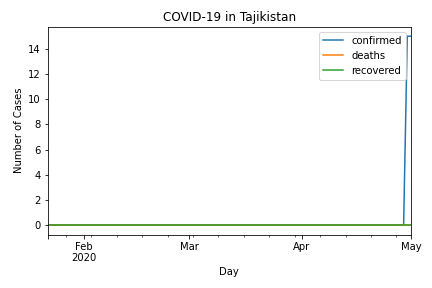 COVID-19 in Tajikistan
confirmed
deaths
recovered
Number of Cases
14
12
10
8
6
4
2
0
Feb
2020
Mar
Apr
May
Day